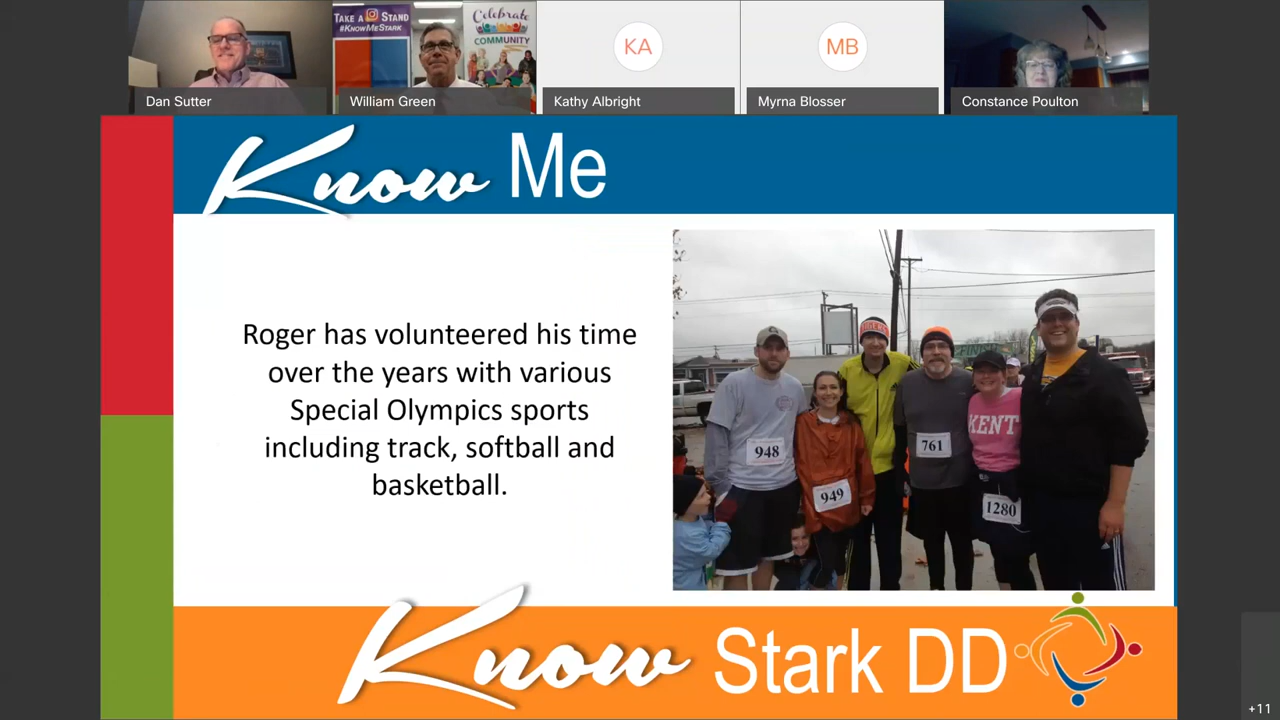 TAKE A STAND
#KNOWMESTARK
Celebrate
COMMUNITY
KA
MB
Dan Sutter
William Green
Kathy Albright
Myrna Blosser
Constance Poulton
Know Me
Roger has volunteered his time
over the years with various
Special Olympics sports
including track, softball and
basketball.
TIGERS
KENT
948
949
761
1280
Know Stark DD
+11